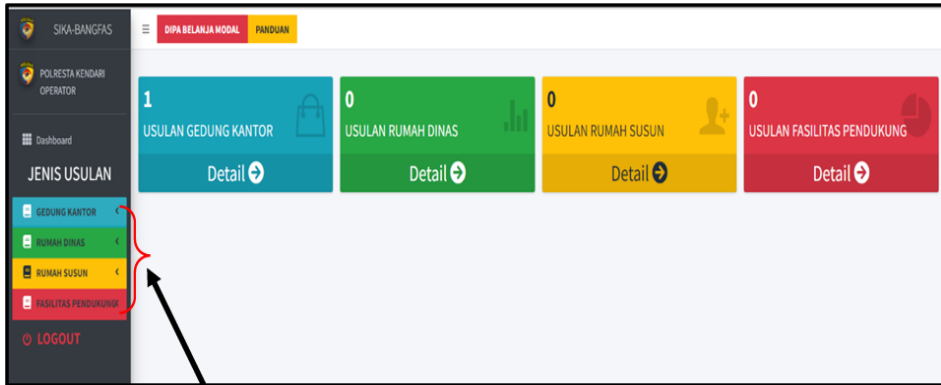 SIKA-BANGFAS
DIPA BELANJA MODAL
PANDUAN
POLRESTA KENDARI
OPERATOR
Dashboard
JENIS USULAN
GEDUNG KANTOR
RUMAH DINAS
RUMAH SUSUN
FASILITAS PENDUKUNG
LOGOUT
1
USULAN GEDUNG KANTOR
Detail
0
USULAN RUMAH DINAS
Detail
0
USULAN RUMAH SUSUN
Detail
0
USULAN FASILITAS PENDUKUNG
Detail